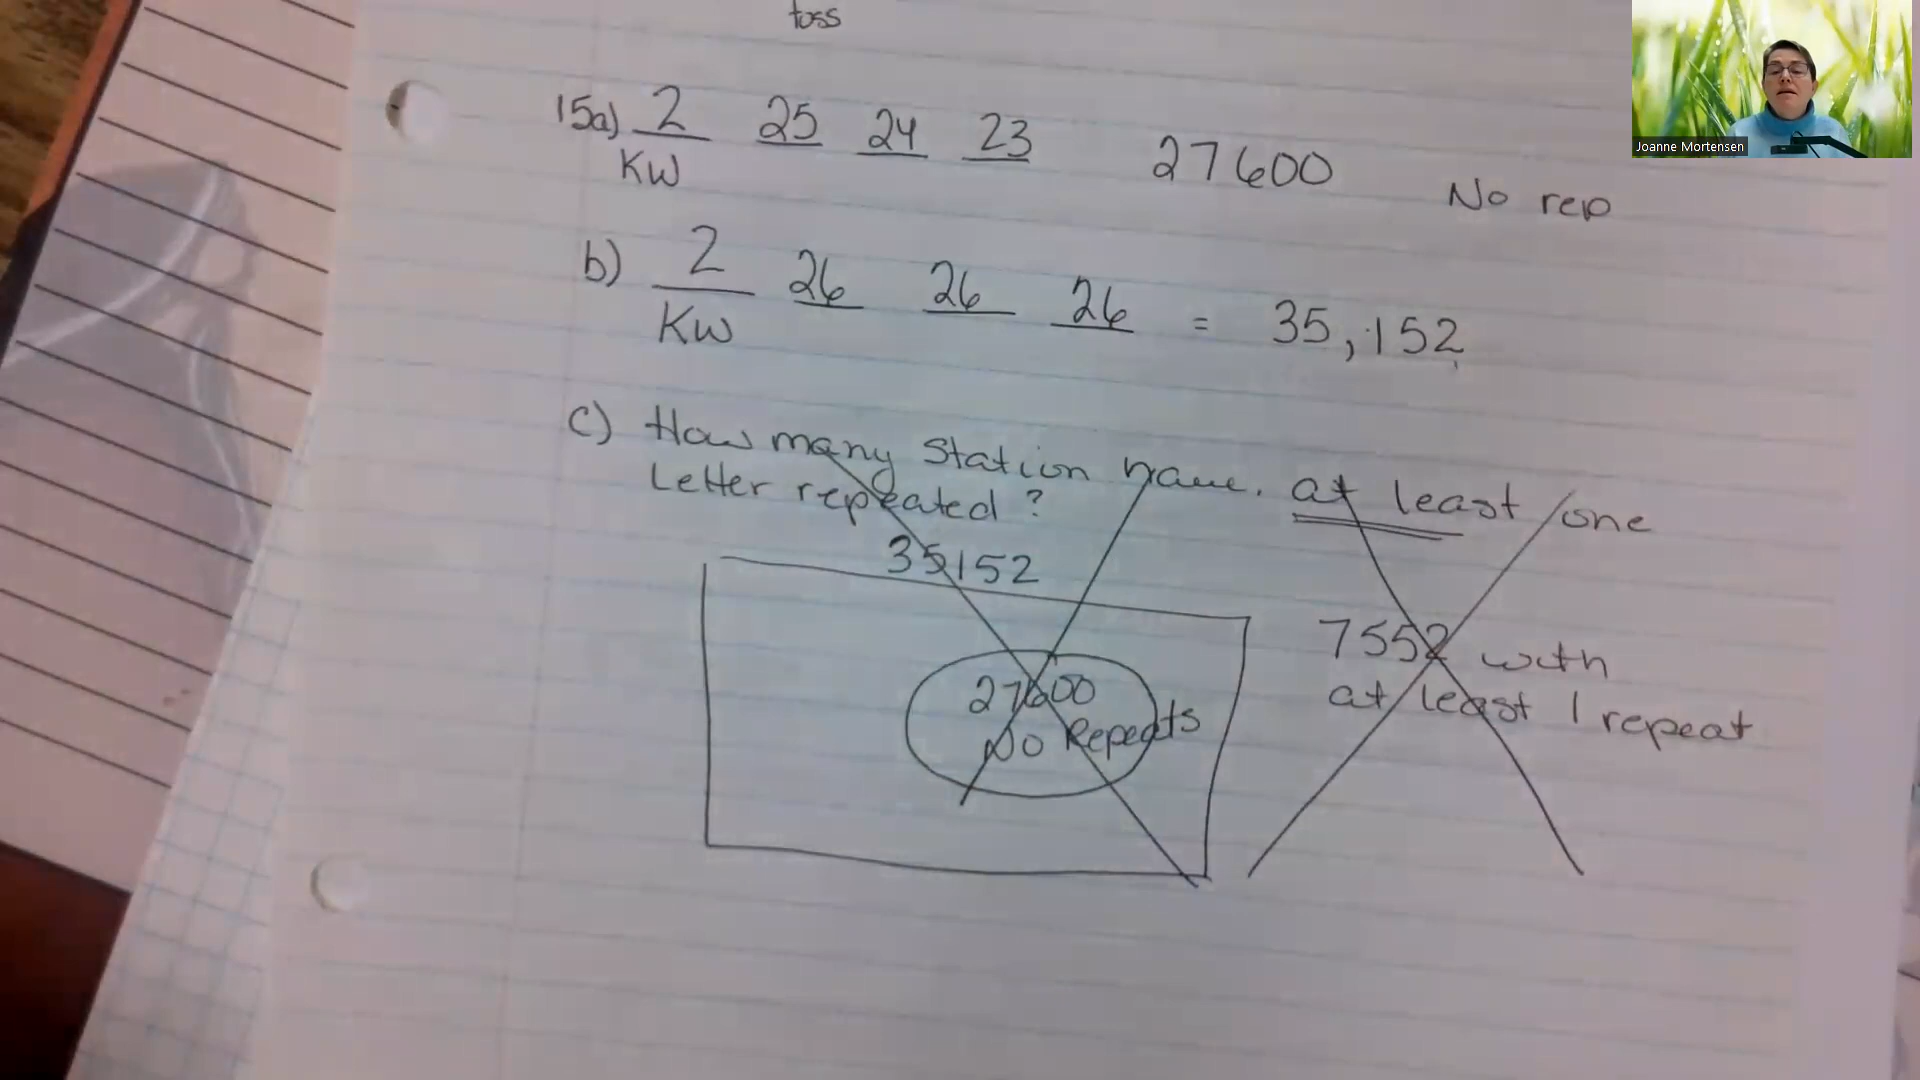 toss
15a) 2 25 24 23 27600 No rep
KW
b) 2 26 26 26 = 35,152
KW
c) How many Station have at least one
Letter repeated?
35152
27600
No Repeats
7552 with
at least 1 repeat
Joanne Mortensen